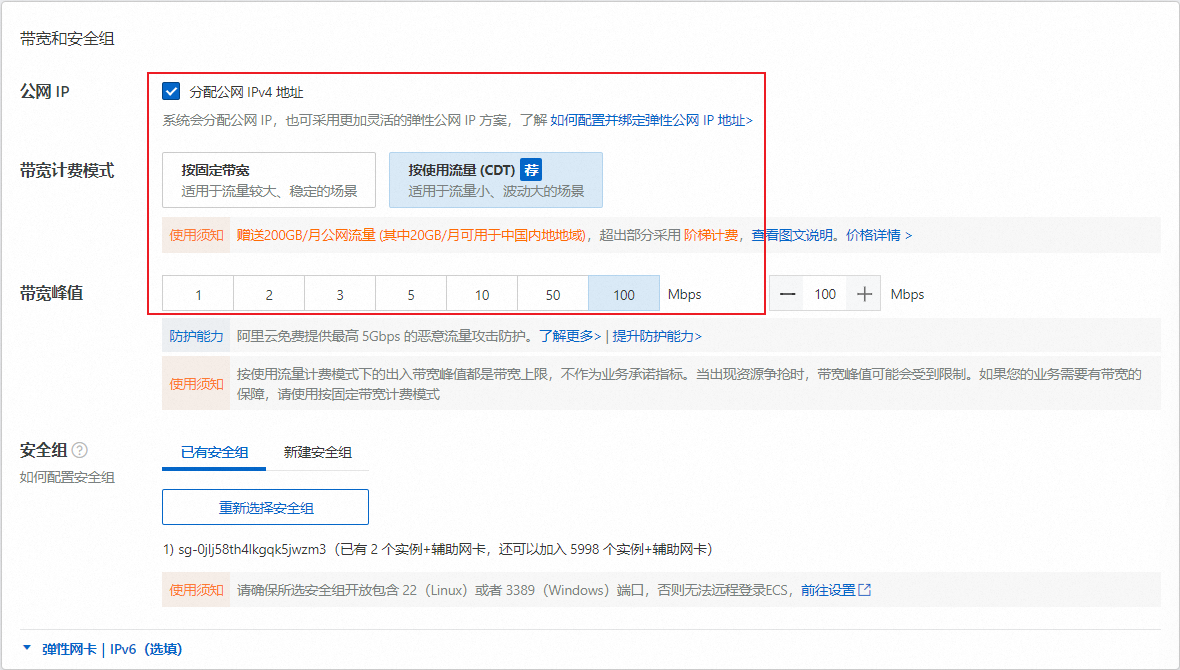 带宽和安全组
公网 IP
分配公网 IPv4 地址
系统会分配公网 IP，也可采用更加灵活的弹性公网 IP 方案，了解 如何配置并绑定弹性公网 IP 地址>
带宽计费模式
按固定带宽
适用于流量较大、稳定的场景
按使用流量 (CDT) 荐
适用于流量小、波动大的场景
使用须知 赠送200GB/月公网流量 (其中20GB/月可用于中国内地地域)，超出部分采用 阶梯计费，查看图文说明。价格详情 >
带宽峰值
1 2 3 5 10 50 100 Mbps — 100 + Mbps
防护能力 阿里云免费提供最高 5Gbps 的恶意流量攻击防护。了解更多> | 提升防护能力>
使用须知 按使用流量计费模式下的出入带宽峰值都是带宽上限，不作为业务承诺指标。当出现资源争抢时，带宽峰值可能会受到限制。如果您的业务需要有带宽的
保障，请使用按固定带宽计费模式
安全组 ?
如何配置安全组
已有安全组 新建安全组
重新选择安全组
1) sg-0jlj58th4lkgqk5jwzm3（已有 2 个实例+辅助网卡，还可以加入 5998 个实例+辅助网卡）
使用须知 请确保所选安全组开放包含 22（Linux）或者 3389（Windows）端口，否则无法远程登录ECS，前往设置
弹性网卡 | IPv6（选填）